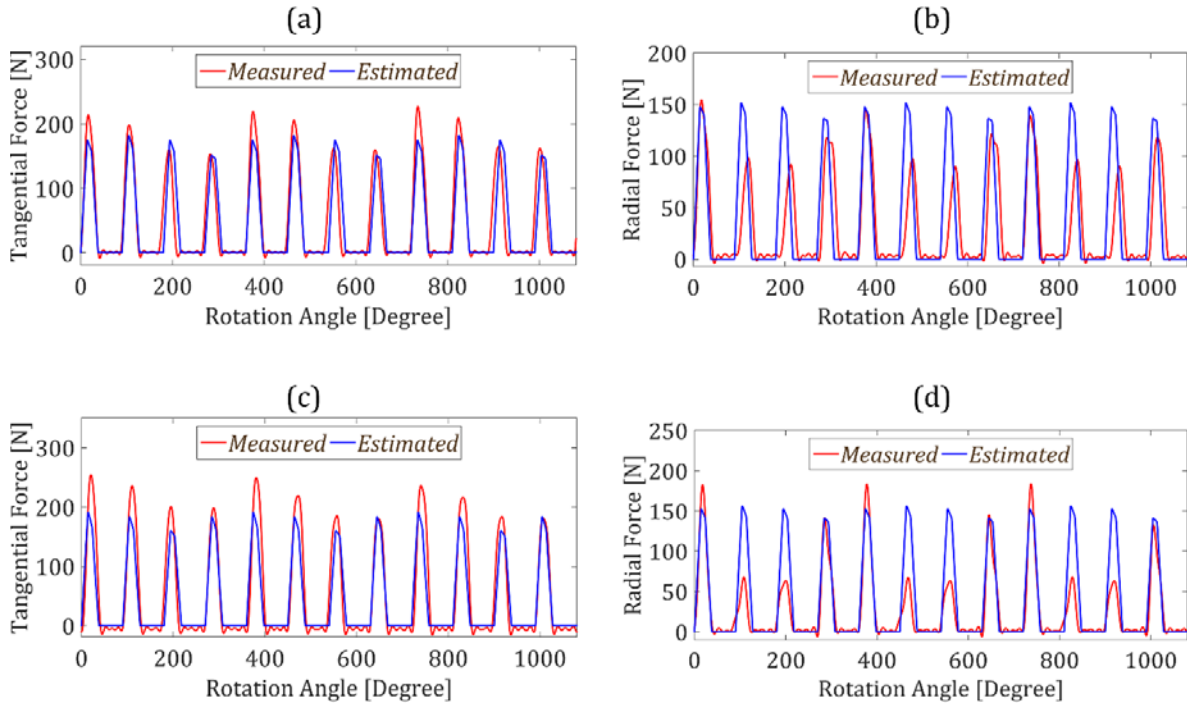 (a)
Tangential Force [N]
300
200
100
0
Measured Estimated
0 200 400 600 800 1000
Rotation Angle [Degree]
(b)
Radial Force [N]
200
150
100
50
0
Measured Estimated
0 200 400 600 800 1000
Rotation Angle [Degree]
(c)
Tangential Force [N]
300
200
100
0
Measured Estimated
0 200 400 600 800 1000
Rotation Angle [Degree]
(d)
Radial Force [N]
250
200
150
100
50
0
Measured Estimated
0 200 400 600 800 1000
Rotation Angle [Degree]